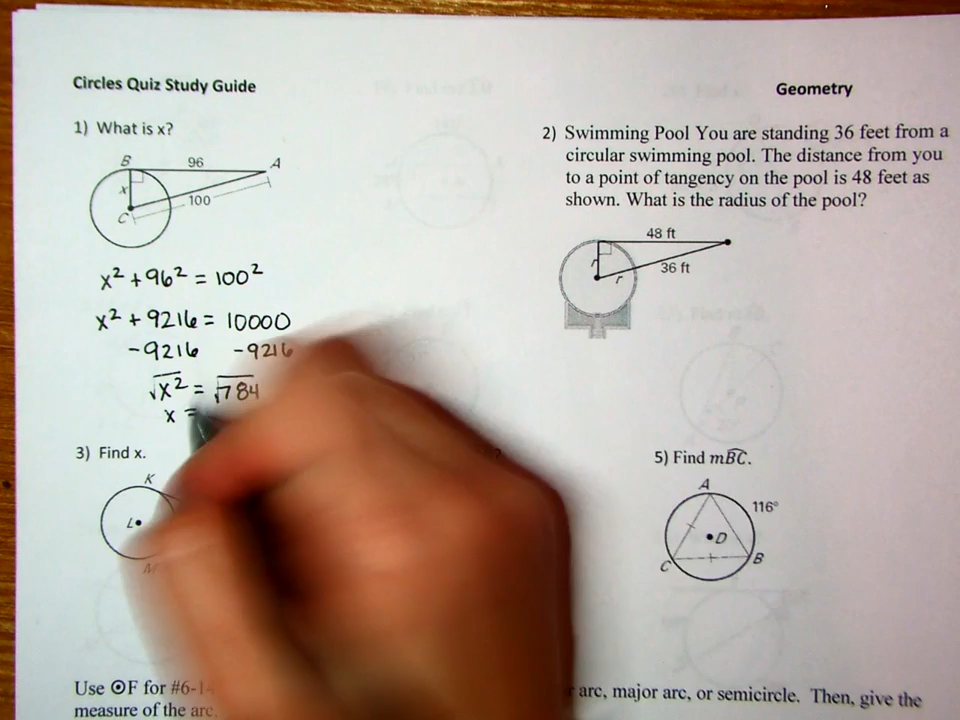 Circles Quiz Study Guide
Geometry
1) What is x?
B 96 A
x
C 100
x² + 96² = 100²
x² + 9216 = 10000
-9216 -9216
√x² = √784
x =
2) Swimming Pool You are standing 36 feet from a
circular swimming pool. The distance from you
to a point of tangency on the pool is 48 feet as
shown. What is the radius of the pool?
48 ft
r
r 36 ft
3) Find x.
K
L
M
5) Find mBC.
A
116°
D
C B
Use ⊙F for #6-1
arc, major arc, or semicircle. Then, give the
measure of the arc.